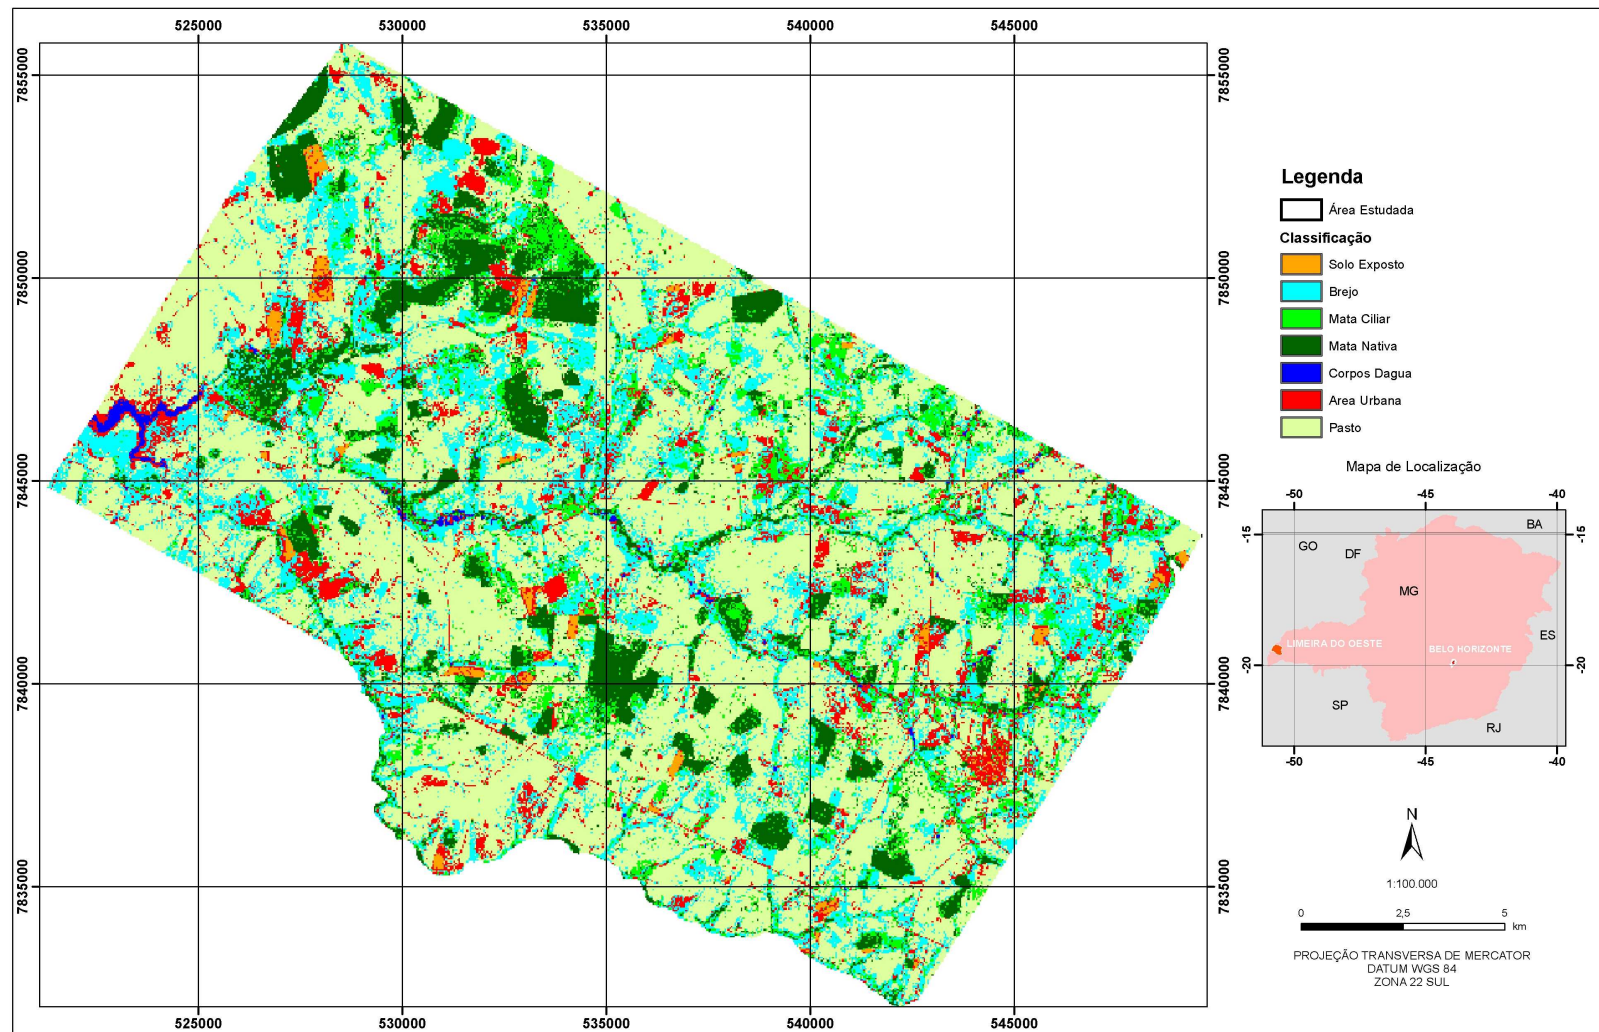 525000 530000 535000 540000 545000
7855000 7855000
7850000 7850000
7845000 7845000
7840000 7840000
7835000 7835000
525000 530000 535000 540000 545000
Legenda
Área Estudada
Classificação
Solo Exposto
Brejo
Mata Ciliar
Mata Nativa
Corpos Dagua
Area Urbana
Pasto
Mapa de Localização
-50 -45 -40
BA
-15 -15
GO
DF
MG
ES
LIMEIRA DO OESTE
BELO HORIZONTE
-20 -20
SP
RJ
-50 -45 -40
N
1:100.000
0 2,5 5
km
PROJEÇÃO TRANSVERSA DE MERCATOR
DATUM WGS 84
ZONA 22 SUL